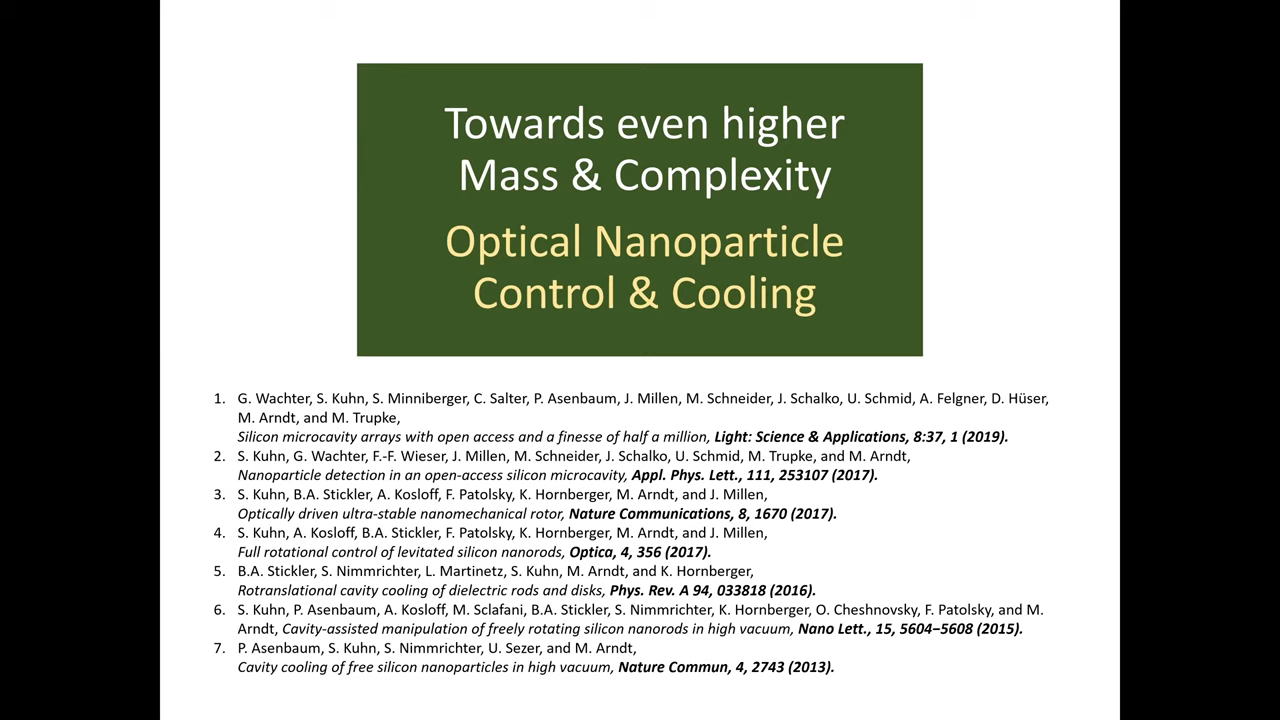 Towards even higher
Mass & Complexity
Optical Nanoparticle
Control & Cooling
1. G. Wachter, S. Kuhn, S. Minniberger, C. Salter, P. Asenbaum, J. Millen, M. Schneider, J. Schalko, U. Schmid, A. Felgner, D. Hüser,
M. Arndt, and M. Trupke,
Silicon microcavity arrays with open access and a finesse of half a million, Light: Science & Applications, 8:37, 1 (2019).
2. S. Kuhn, G. Wachter, F.-F. Wieser, J. Millen, M. Schneider, J. Schalko, U. Schmid, M. Trupke, and M. Arndt,
Nanoparticle detection in an open-access silicon microcavity, Appl. Phys. Lett., 111, 253107 (2017).
3. S. Kuhn, B.A. Stickler, A. Kosloff, F. Patolsky, K. Hornberger, M. Arndt, and J. Millen,
Optically driven ultra-stable nanomechanical rotor, Nature Communications, 8, 1670 (2017).
4. S. Kuhn, A. Kosloff, B.A. Stickler, F. Patolsky, K. Hornberger, M. Arndt, and J. Millen,
Full rotational control of levitated silicon nanorods, Optica, 4, 356 (2017).
5. B.A. Stickler, S. Nimmrichter, L. Martinetz, S. Kuhn, M. Arndt, and K. Hornberger,
Rotranslational cavity cooling of dielectric rods and disks, Phys. Rev. A 94, 033818 (2016).
6. S. Kuhn, P. Asenbaum, A. Kosloff, M. Sclafani, B.A. Stickler, S. Nimmrichter, K. Hornberger, O. Cheshnovsky, F. Patolsky, and M.
Arndt, Cavity-assisted manipulation of freely rotating silicon nanorods in high vacuum, Nano Lett., 15, 5604−5608 (2015).
7. P. Asenbaum, S. Kuhn, S. Nimmrichter, U. Sezer, and M. Arndt,
Cavity cooling of free silicon nanoparticles in high vacuum, Nature Commun, 4, 2743 (2013).